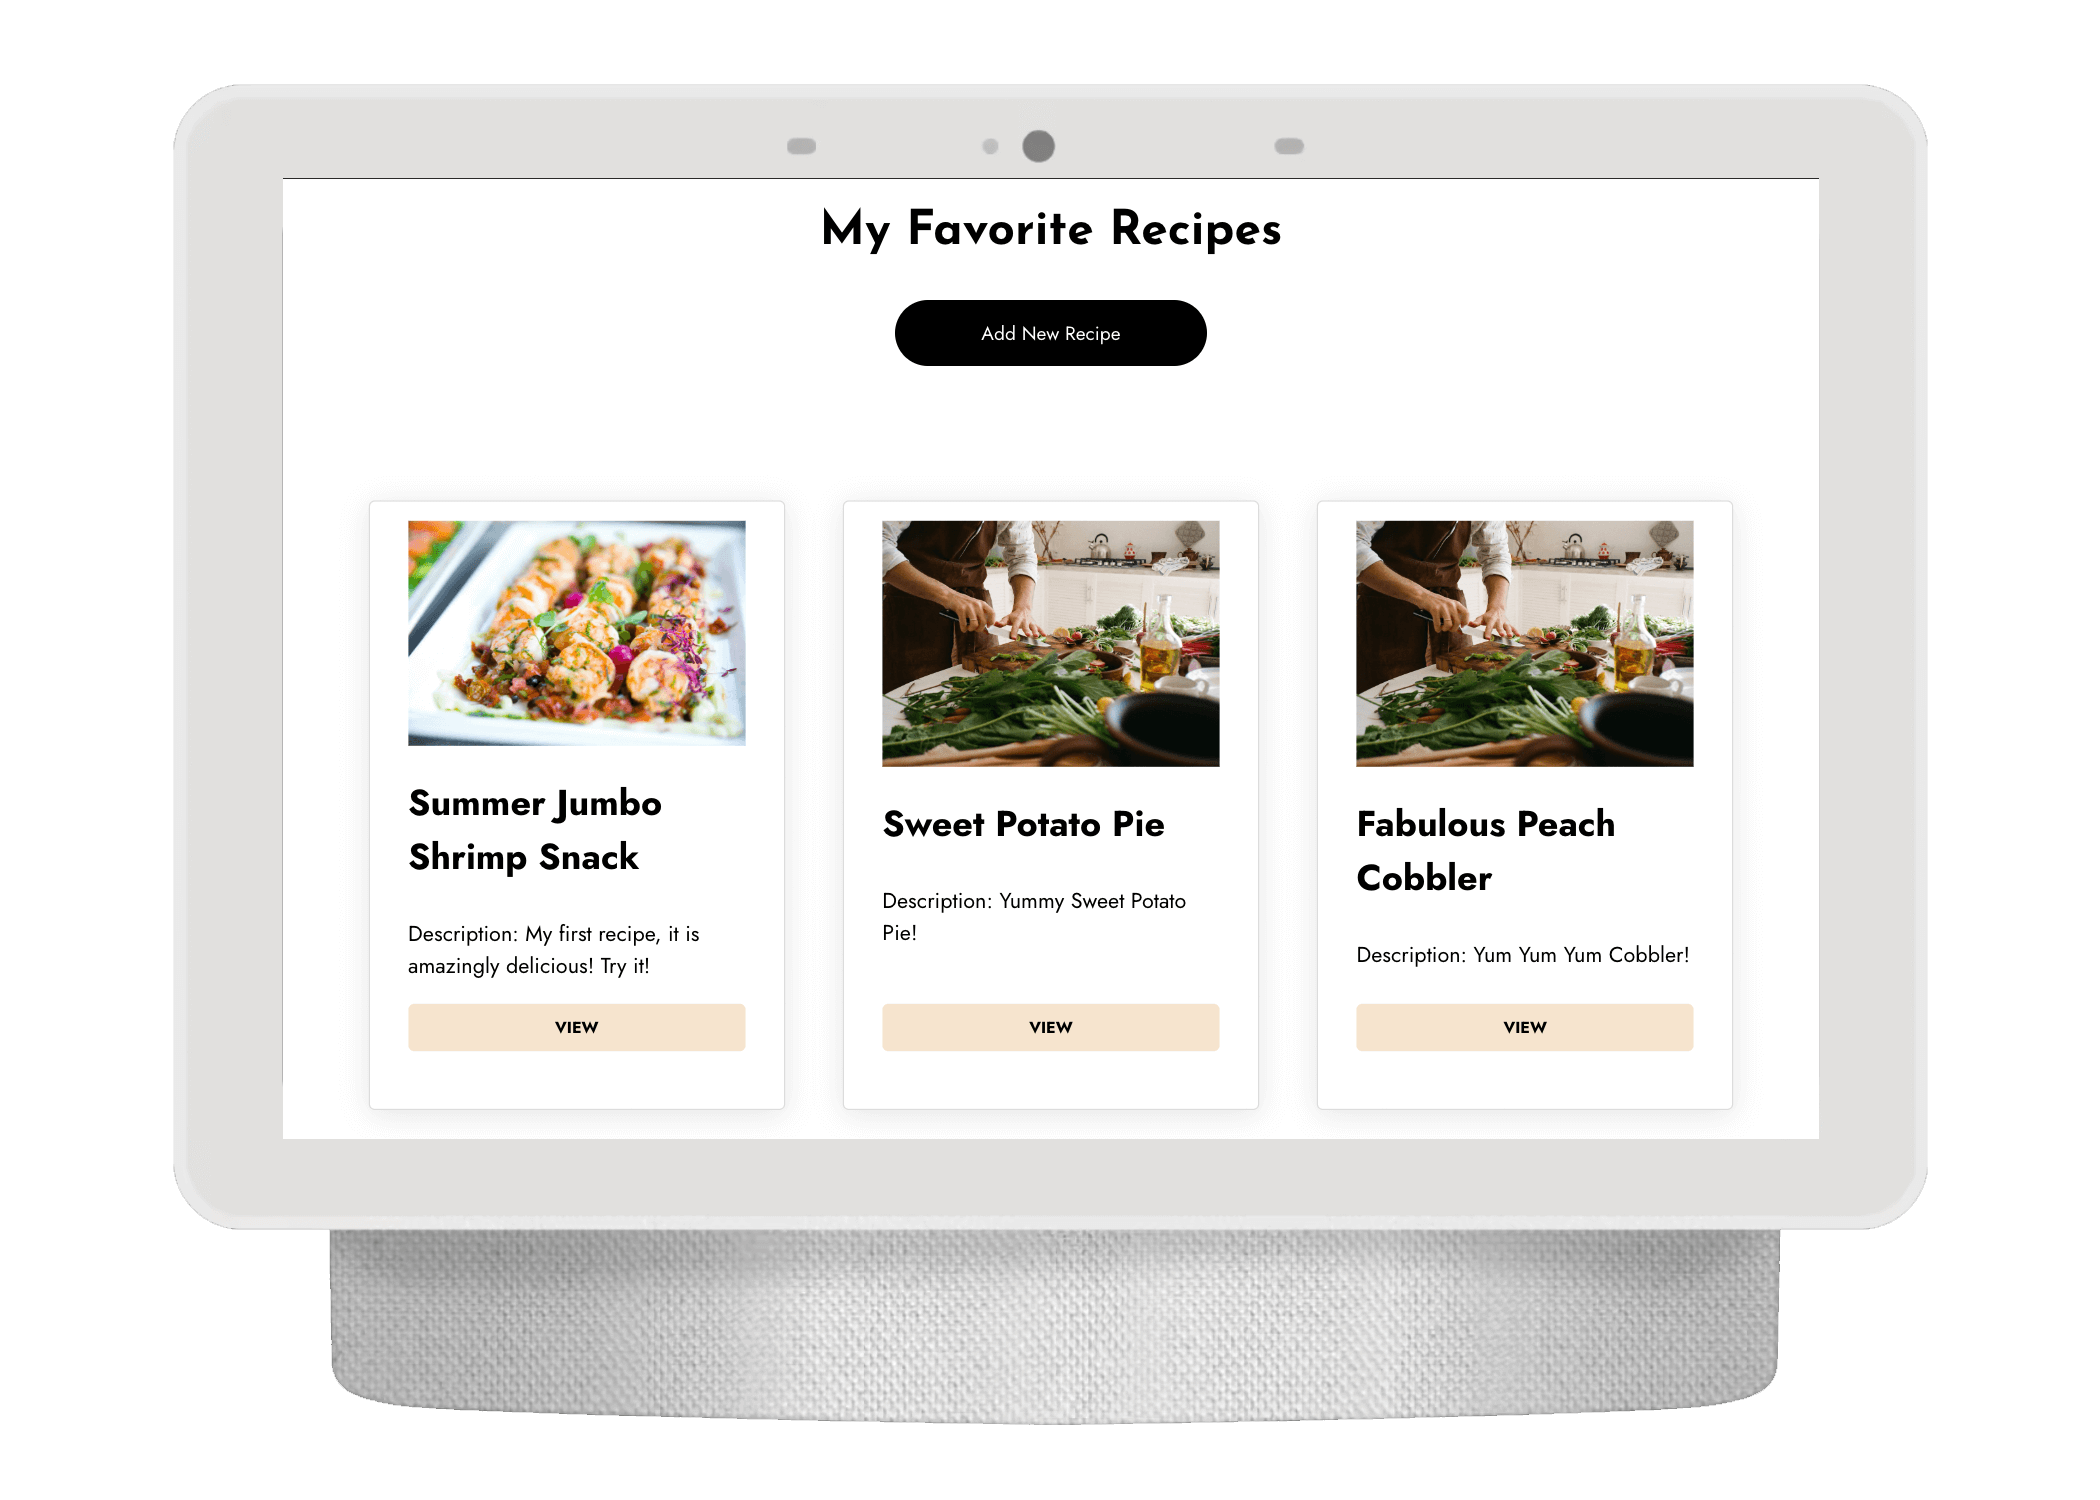 My Favorite Recipes
Add New Recipe
Summer Jumbo
Shrimp Snack
Description: My first recipe, it is
amazingly delicious! Try it!
VIEW
Sweet Potato Pie
Description: Yummy Sweet Potato
Pie!
VIEW
Fabulous Peach
Cobbler
Description: Yum Yum Yum Cobbler!
VIEW